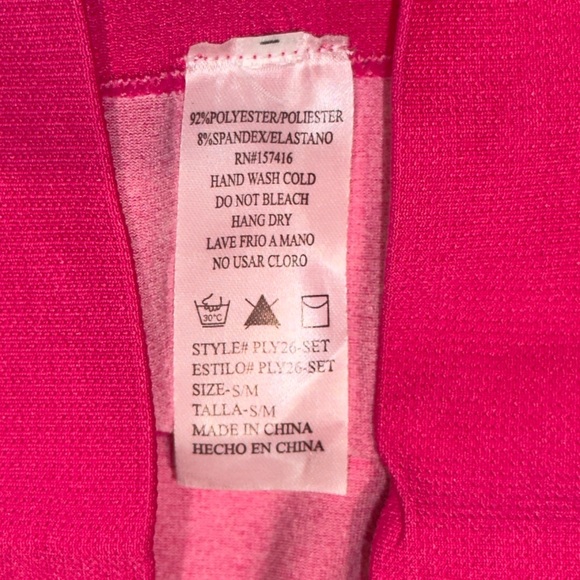 92%POLYESTER/POLIESTER
8%SPANDEX/ELASTANO
RN#157416
HAND WASH COLD
DO NOT BLEACH
HANG DRY
LAVE FRIO A MANO
NO USAR CLORO
30°C
STYLE# PLY26-SET
ESTILO# PLY26-SET
SIZE-S/M
TALLA-S/M
MADE IN CHINA
HECHO EN CHINA